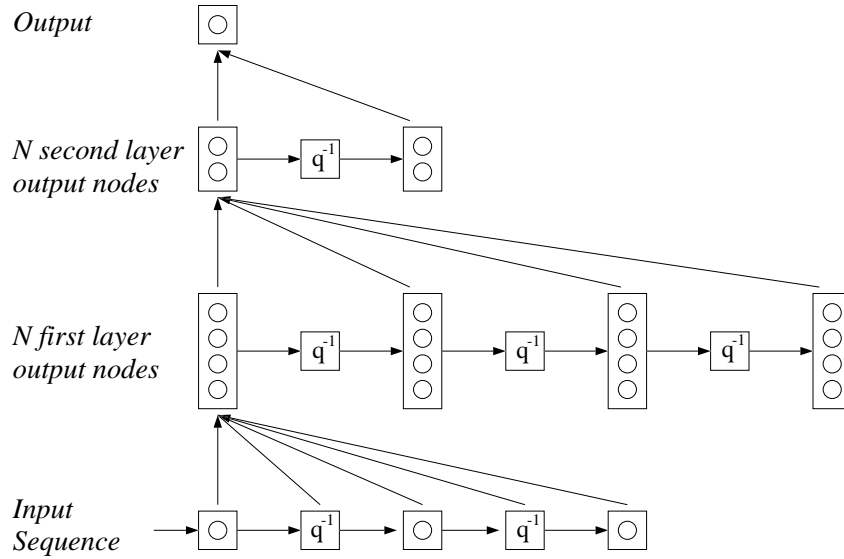 Output
N second layer
output nodes
q-1
N first layer
output nodes
q-1 q-1 q-1
Input
Sequence
q-1 q-1